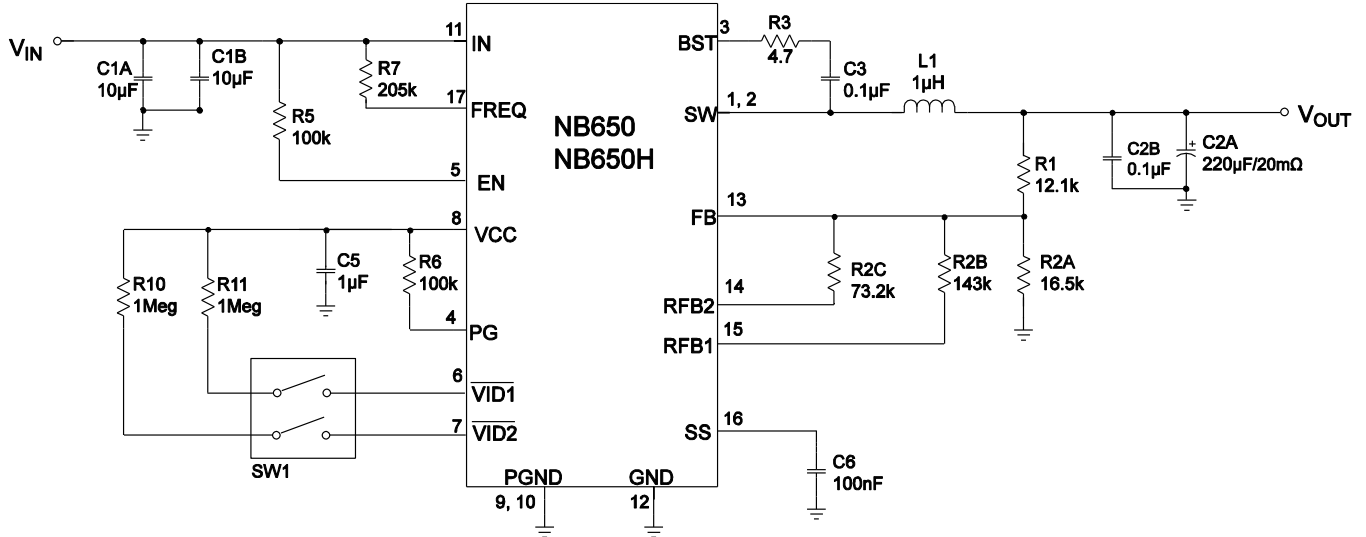 V_IN
C1A
10µF
C1B
10µF
R5
100k
R7
205k
11
IN
17
FREQ
5
EN
8
VCC
R10
1Meg
R11
1Meg
C5
1µF
R6
100k
4
PG
6
VID1
7
VID2
SW1
NB650
NB650H
PGND
9, 10
GND
12
3
BST
R3
4.7
C3
0.1µF
1, 2
SW
L1
1µH
V_OUT
R1
12.1k
C2B
0.1µF
+
C2A
220µF/20mΩ
13
FB
R2C
73.2k
R2B
143k
R2A
16.5k
14
RFB2
15
RFB1
16
SS
C6
100nF